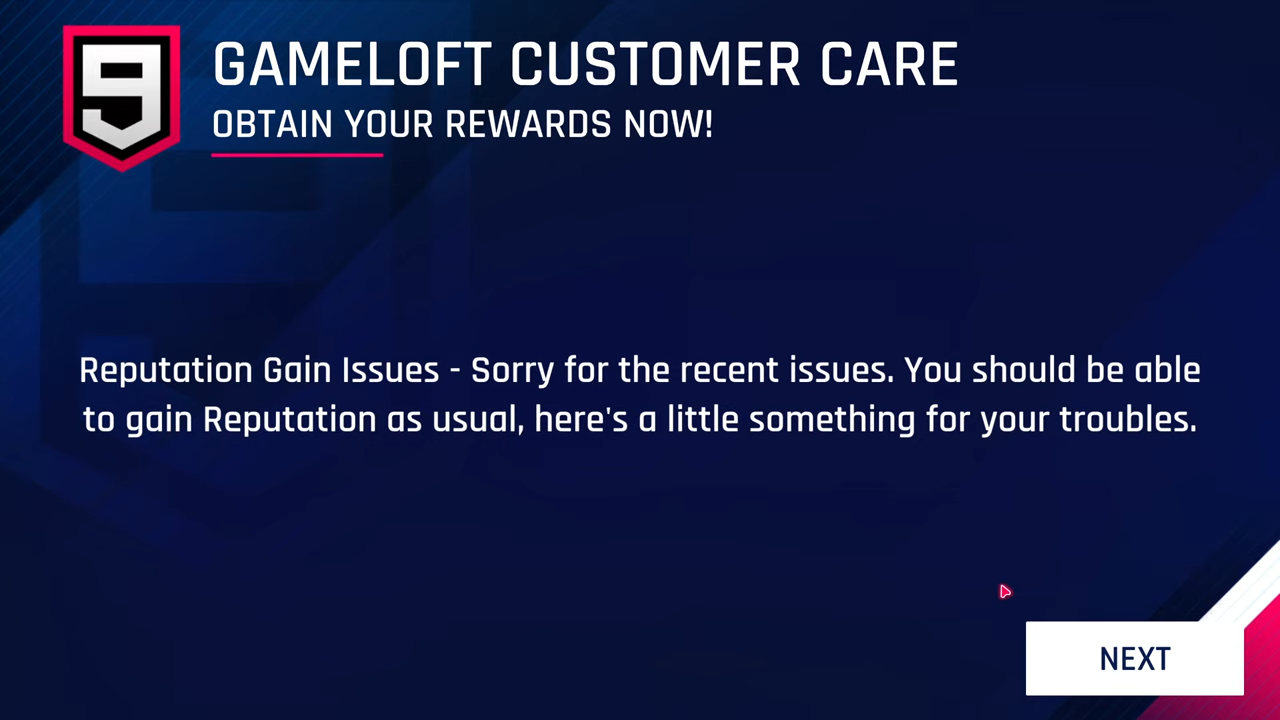 GAMELOFT CUSTOMER CARE
OBTAIN YOUR REWARDS NOW!
Reputation Gain Issues - Sorry for the recent issues. You should be able
to gain Reputation as usual, here's a little something for your troubles.
NEXT